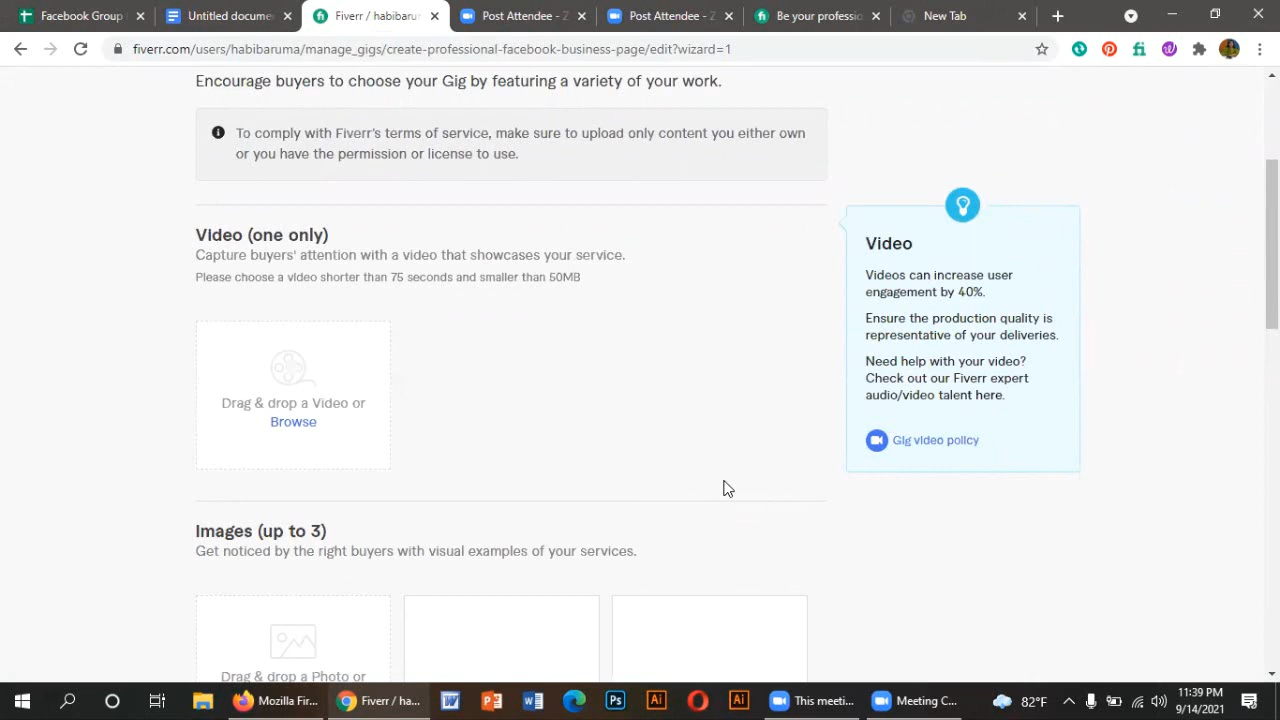 Facebook Group
Untitled docume
Fiverr / habibaru
Post Attendee - Z
Post Attendee - Z
Be your professio
New Tab
fiverr.com/users/habibaruma/manage_gigs/create-professional-facebook-business-page/edit?wizard=1
Encourage buyers to choose your Gig by featuring a variety of your work.
To comply with Fiverr's terms of service, make sure to upload only content you either own
or you have the permission or license to use.
Video (one only)
Capture buyers' attention with a video that showcases your service.
Please choose a video shorter than 75 seconds and smaller than 50MB
Drag & drop a Video or
Browse
Video
Videos can increase user
engagement by 40%.
Ensure the production quality is
representative of your deliveries.
Need help with your video?
Check out our Fiverr expert
audio/video talent here.
Gig video policy
Images (up to 3)
Get noticed by the right buyers with visual examples of your services.
Drag & drop a Photo or
Mozilla Fir...
Fiverr / ha...
Ps
Ai
Ai
This meeti...
Meeting C...
82°F
11:39 PM
9/14/2021